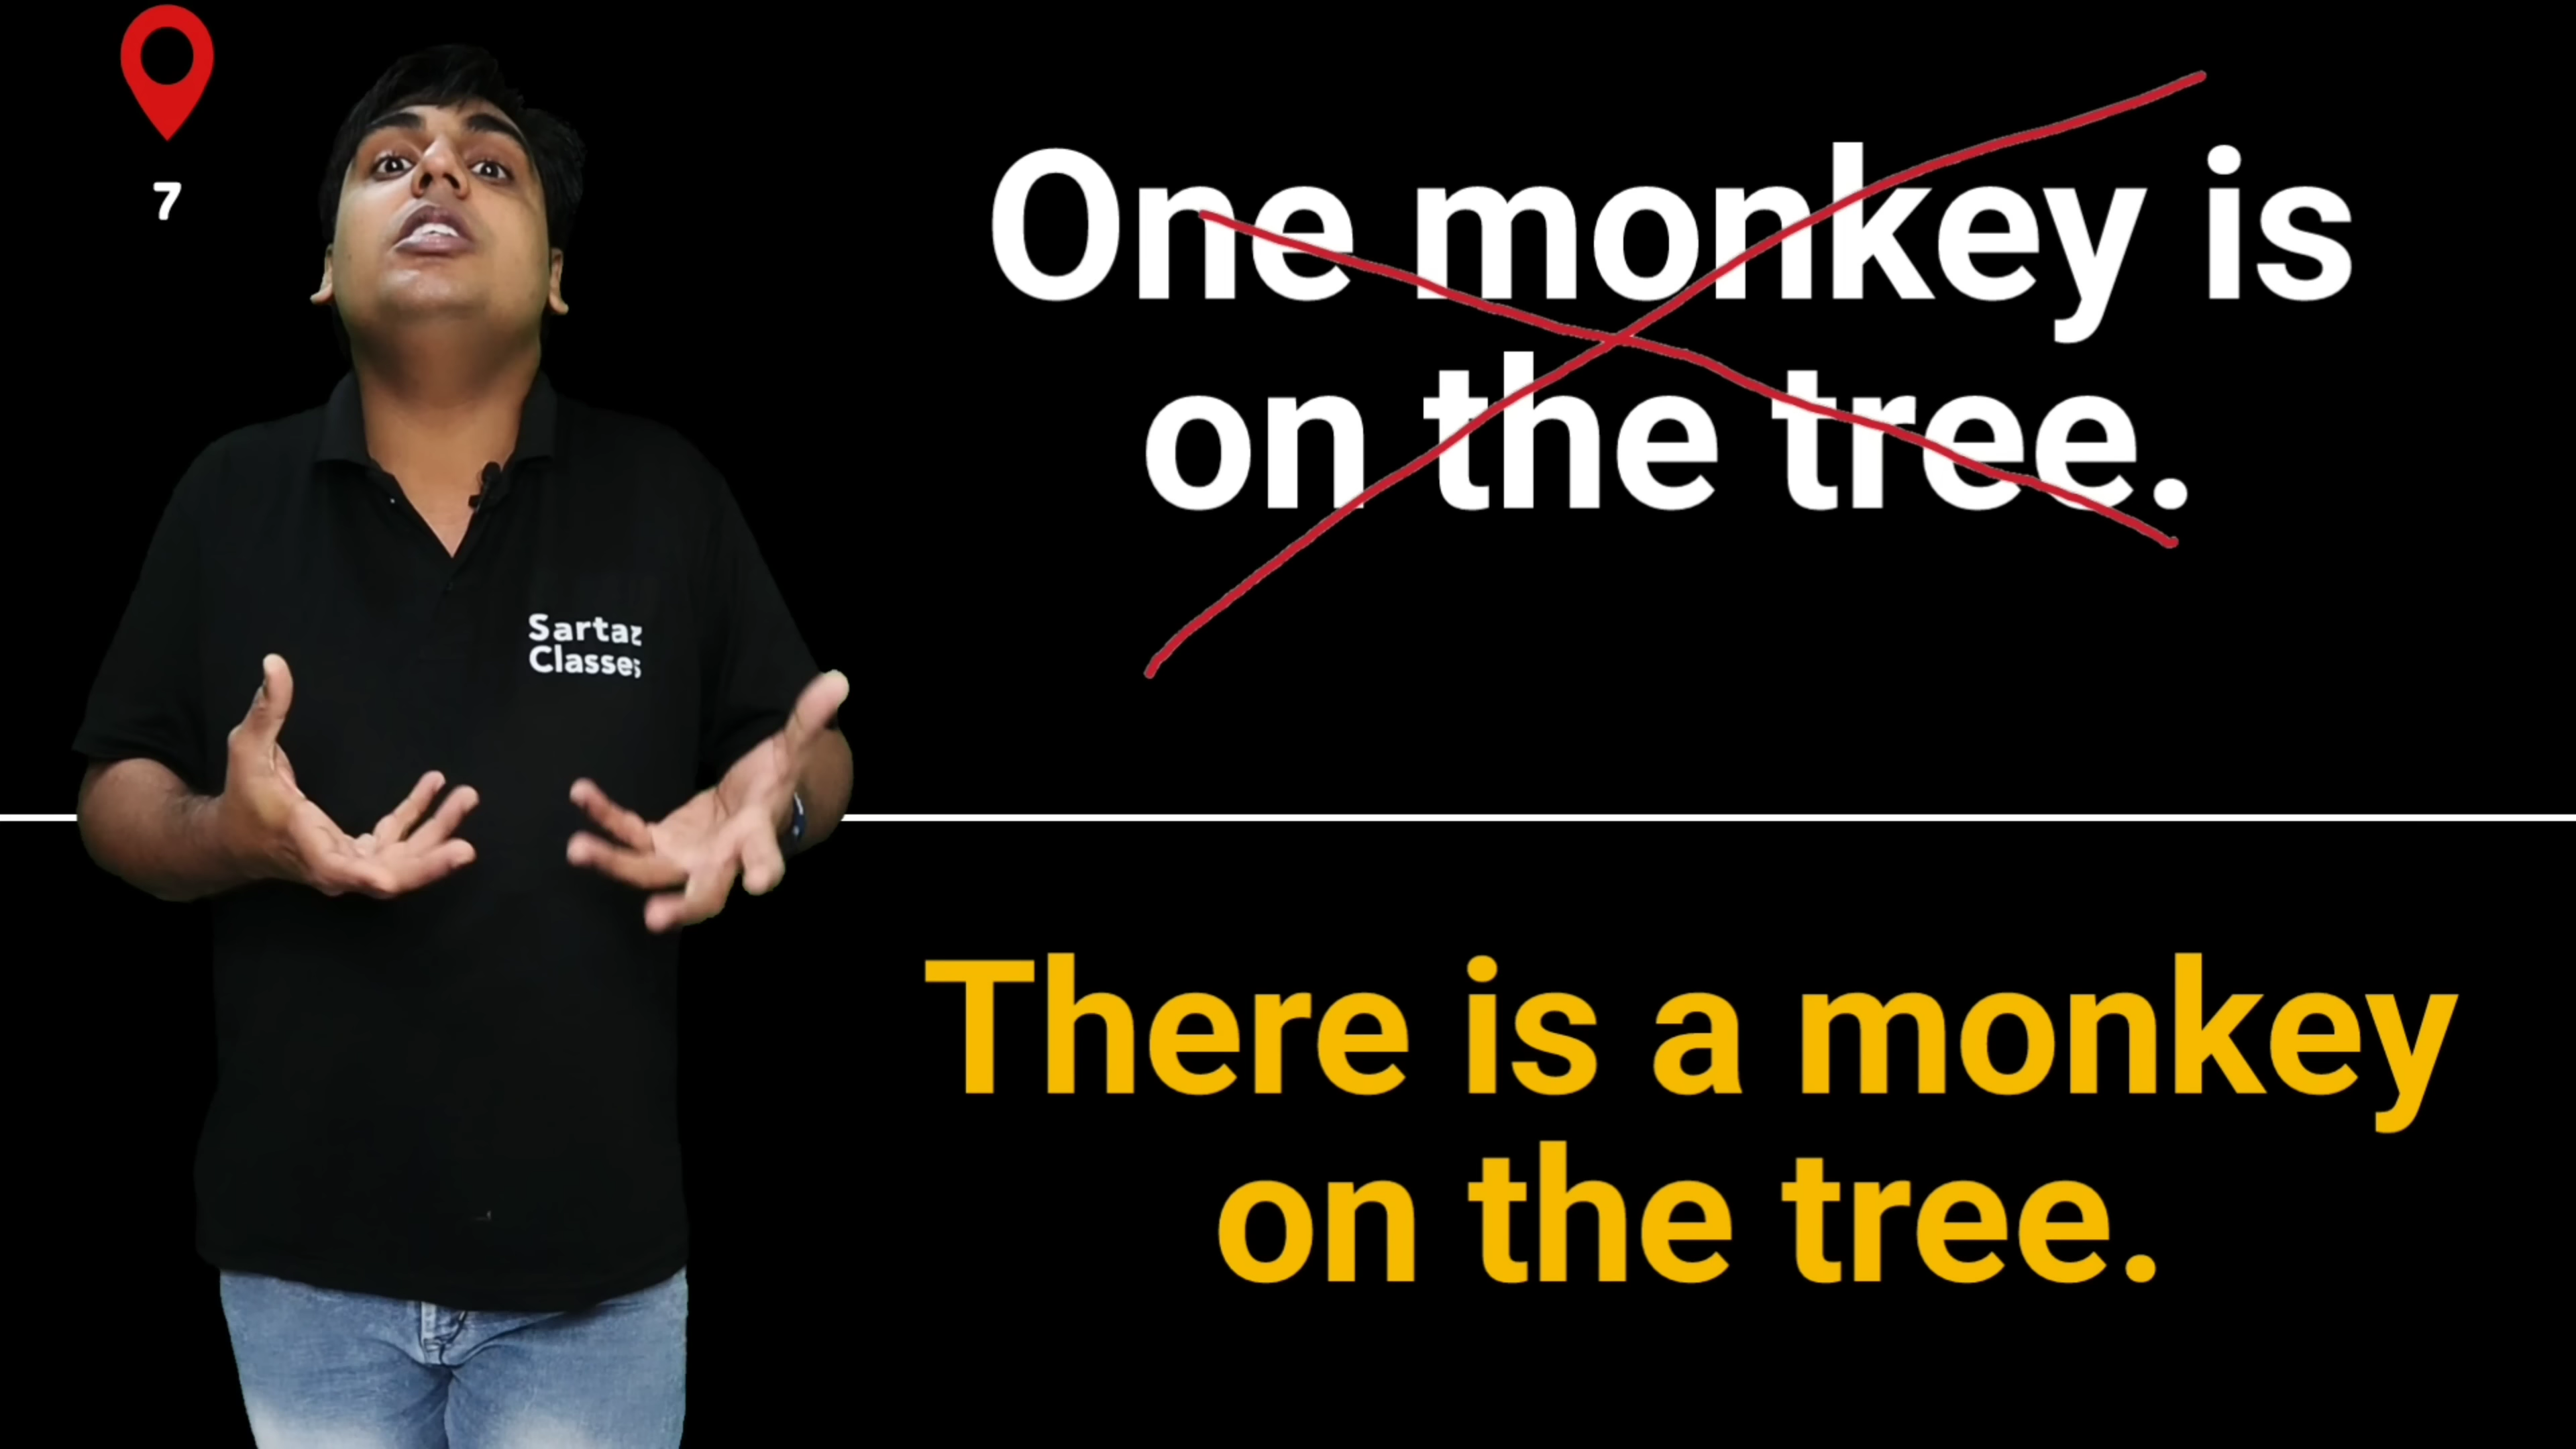 7
One monkey is
on the tree.
Sartaz
Classes
There is a monkey
on the tree.